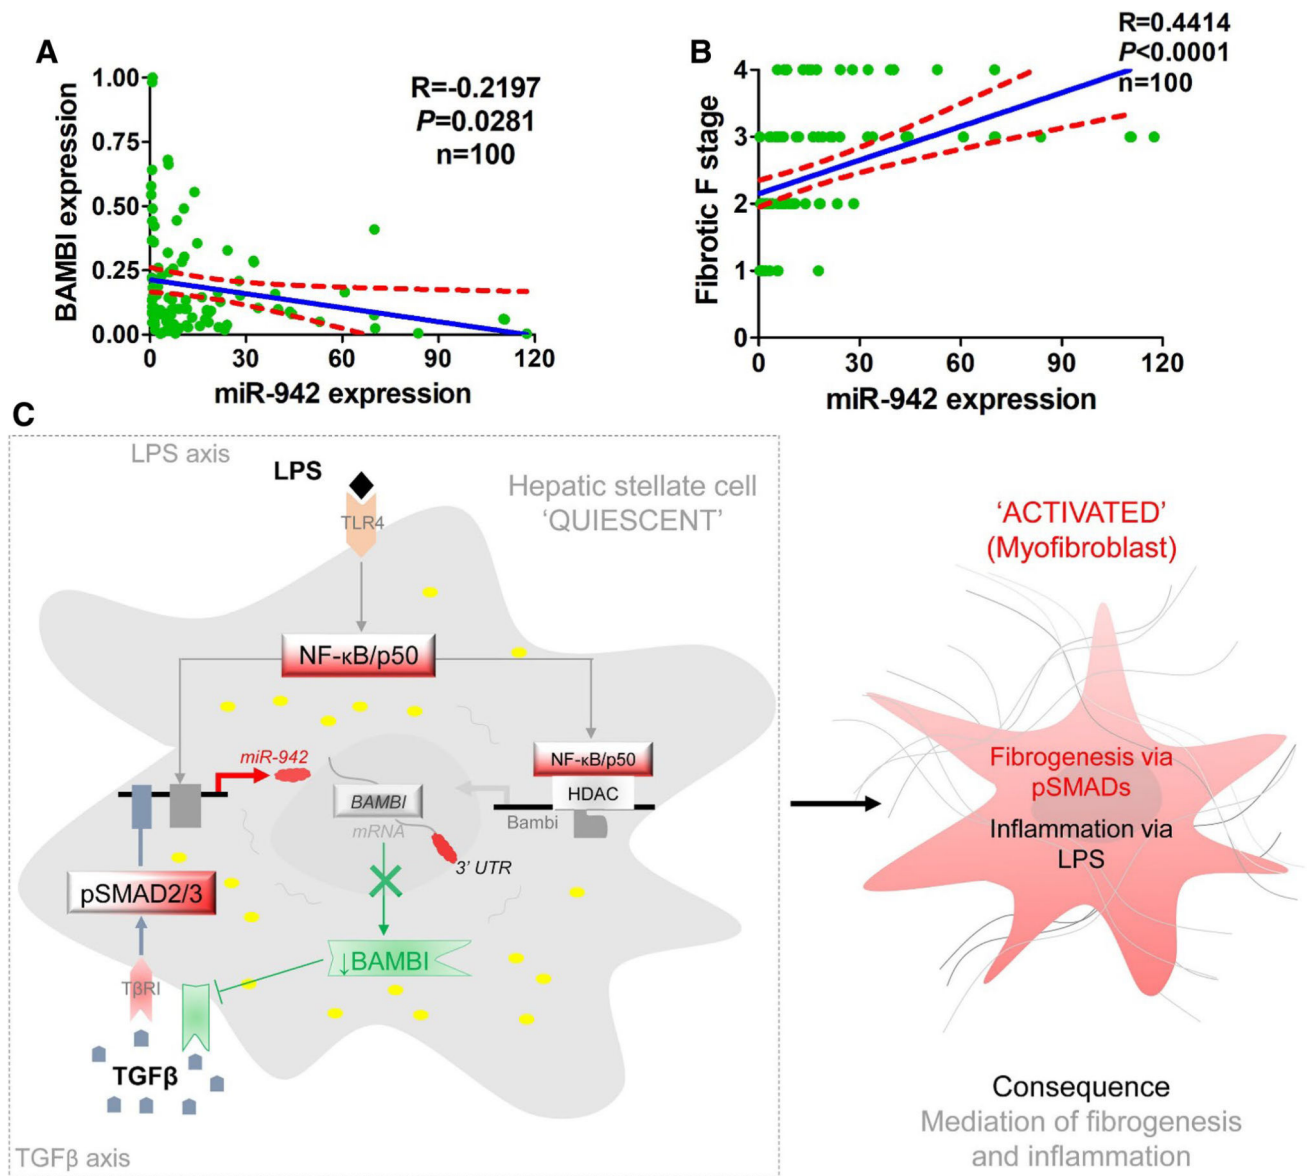 A
R=-0.2197
P=0.0281
n=100
BAMBI expression
1.00
0.75
0.50
0.25
0.00
0 30 60 90 120
miR-942 expression
B
R=0.4414
P<0.0001
n=100
Fibrotic F stage
4
3
2
1
0
0 30 60 90 120
miR-942 expression
C
LPS axis
LPS
TLR4
Hepatic stellate cell
‘QUIESCENT’
NF-κB/p50
miR-942
NF-κB/p50
HDAC
Bambi
BAMBI
mRNA
3’ UTR
pSMAD2/3
↓BAMBI
TβRI
TGFβ
TGFβ axis
‘ACTIVATED’
(Myofibroblast)
Fibrogenesis via
pSMADs
Inflammation via
LPS
Consequence
Mediation of fibrogenesis
and inflammation